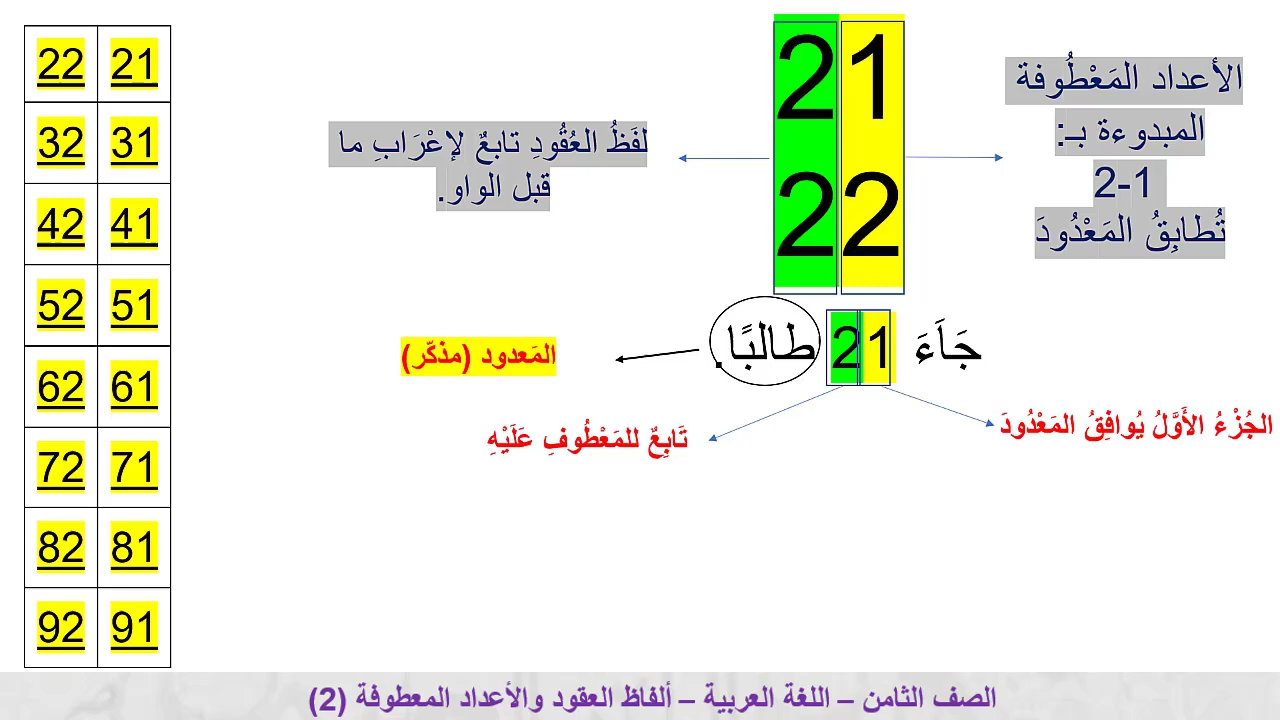 21
22
الأعداد المَعْطُوفة
المبدوءة بـ:
2-1
تُطابِقُ المَعْدُودَ
لفَظُ العُقُودِ تابعٌ لإعْرَابِ ما
قبل الواو.
جَاَءَ 21 طالبًا.
المَعدود (مذكّر)
الجُزْءُ الأَوَّلُ يُوافِقُ المَعْدُودَ
تَابِعٌ للمَعْطُوفِ عَلَيْهِ
22 21
32 31
42 41
52 51
62 61
72 71
82 81
92 91
الصف الثامن – اللغة العربية – ألفاظ العقود والأعداد المعطوفة (2)